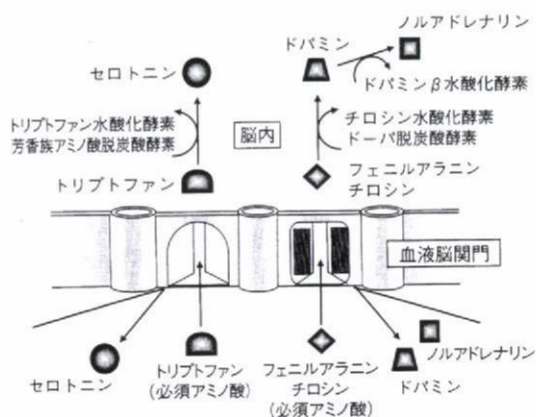 ノルアドレナリン
ドパミン
セロトニン
ドパミンβ水酸化酵素
トリプトファン水酸化酵素
芳香族アミノ酸脱炭酸酵素
脳内
チロシン水酸化酵素
ドーパ脱炭酸酵素
トリプトファン
フェニルアラニン
チロシン
血液脳関門
セロトニン
トリプトファン
(必須アミノ酸)
フェニルアラニン
チロシン
(必須アミノ酸)
ノルアドレナリン
ドパミン